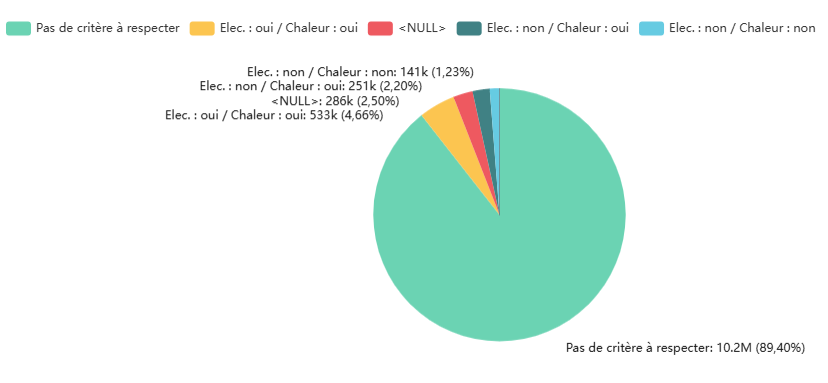 Pas de critère à respecter Elec. : oui / Chaleur : oui <NULL> Elec. : non / Chaleur : oui Elec. : non / Chaleur : non
Elec. : non / Chaleur : non: 141k (1,23%)
Elec. : non / Chaleur : oui: 251k (2,20%)
<NULL>: 286k (2,50%)
Elec. : oui / Chaleur : oui: 533k (4,66%)
Pas de critère à respecter: 10.2M (89,40%)